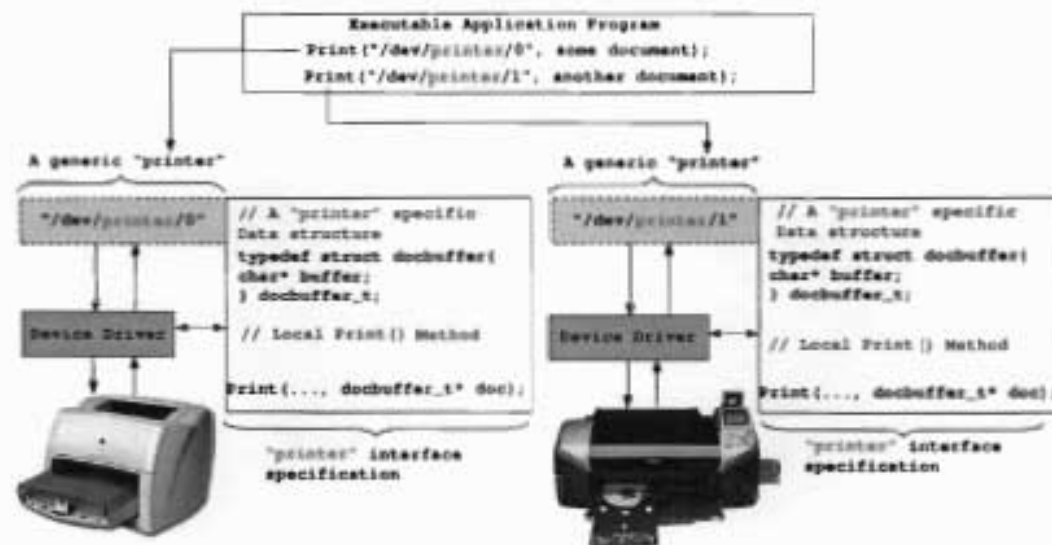 Executable Application Program
Print("/dev/printer/0", some document);
Print("/dev/printer/1", another document);
A generic "printer"
"/dev/printer/0"
// A "printer" specific
Data structure
typedef struct docbuffer{
char* buffer;
} docbuffer_t;
Device Driver
// Local Print() Method
Print(..., docbuffer_t* doc);
"printer" interface
specification
A generic "printer"
"/dev/printer/1"
// A "printer" specific
Data structure
typedef struct docbuffer{
char* buffer;
} docbuffer_t;
Device Driver
// Local Print() Method
Print(..., docbuffer_t* doc);
"printer" interface
specification